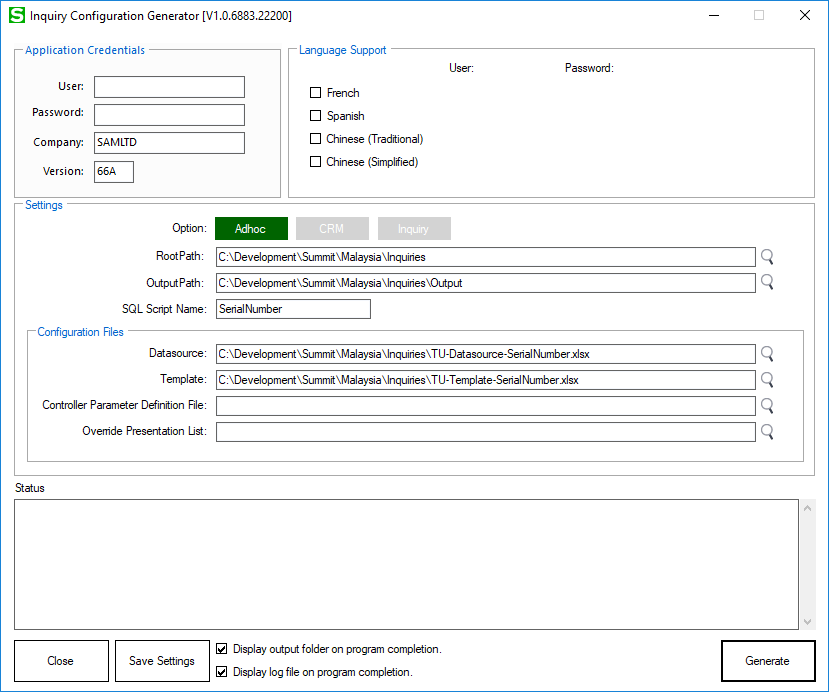 S Inquiry Configuration Generator [V1.0.6883.22200]
Application Credentials
User:
Password:
Company: SAMLTD
Version: 66A
Language Support
User: Password:
French
Spanish
Chinese (Traditional)
Chinese (Simplified)
Settings
Option: Adhoc CRM Inquiry
RootPath: C:\Development\Summit\Malaysia\Inquiries
OutputPath: C:\Development\Summit\Malaysia\Inquiries\Output
SQL Script Name: SerialNumber
Configuration Files
Datasource: C:\Development\Summit\Malaysia\Inquiries\TU-Datasource-SerialNumber.xlsx
Template: C:\Development\Summit\Malaysia\Inquiries\TU-Template-SerialNumber.xlsx
Controller Parameter Definition File:
Override Presentation List:
Status
Close Save Settings
Display output folder on program completion.
Display log file on program completion.
Generate